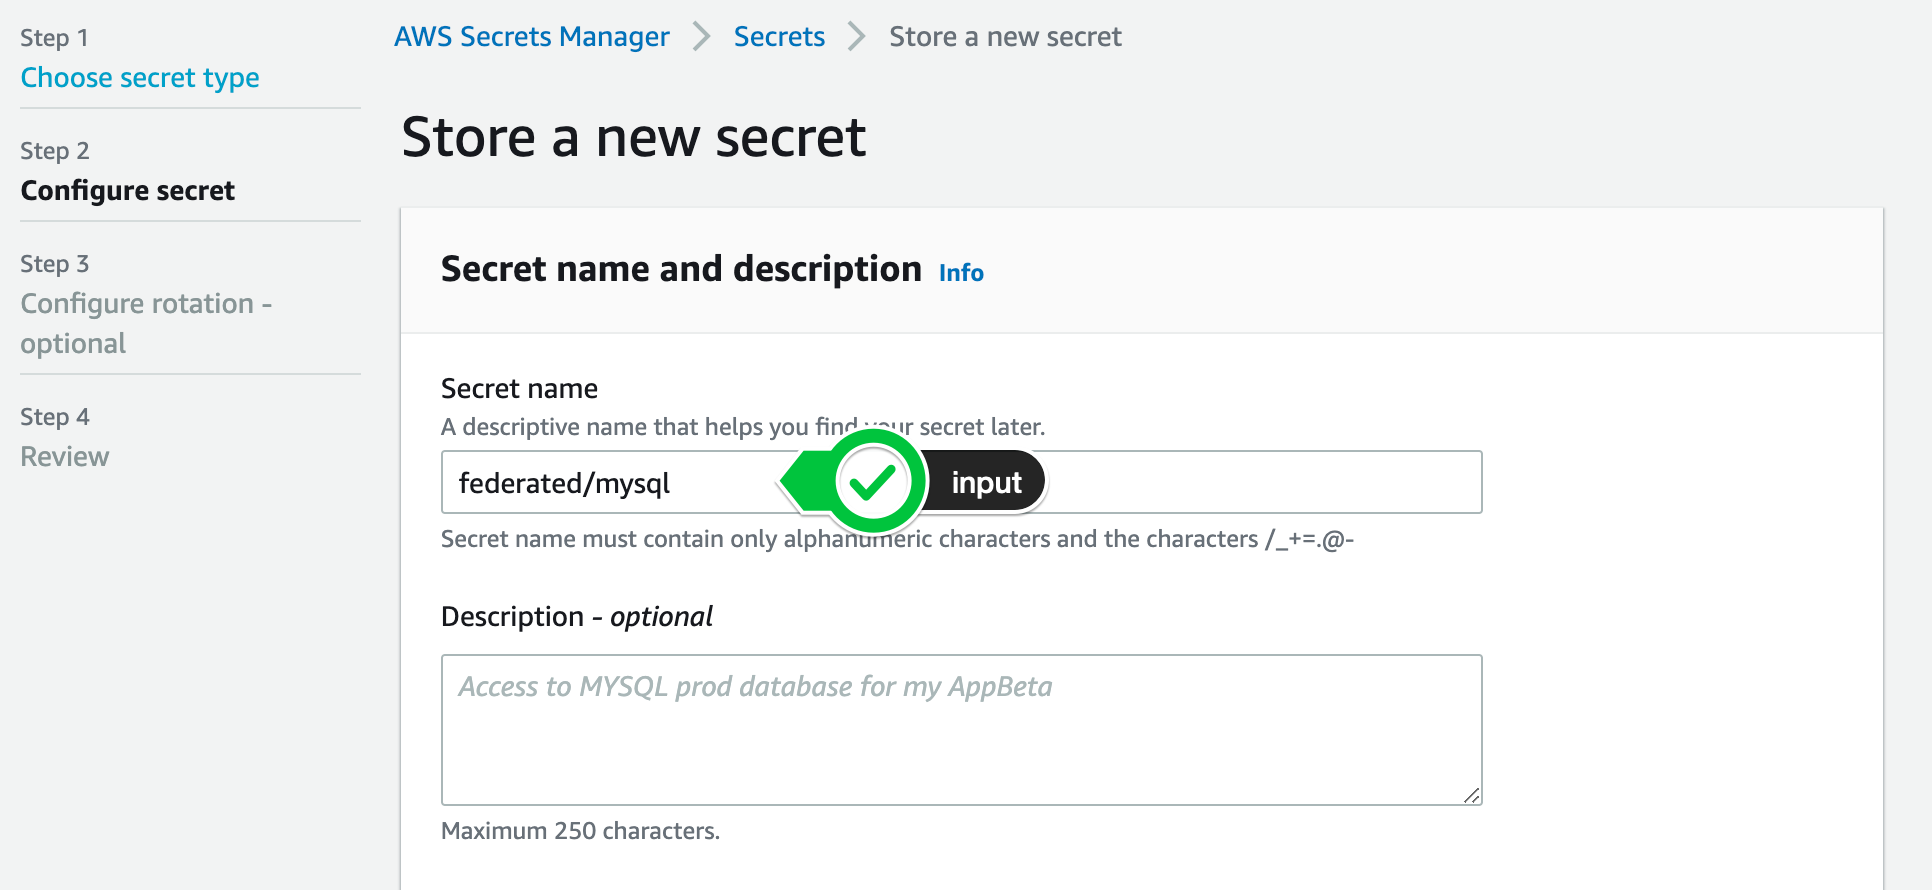 Step 1
Choose secret type
Step 2
Configure secret
Step 3
Configure rotation -
optional
Step 4
Review
AWS Secrets Manager > Secrets > Store a new secret
Store a new secret
Secret name and description Info
Secret name
A descriptive name that helps you find your secret later.
federated/mysql
input
Secret name must contain only alphanumeric characters and the characters /_+=.@-
Description - optional
Access to MYSQL prod database for my AppBeta
Maximum 250 characters.